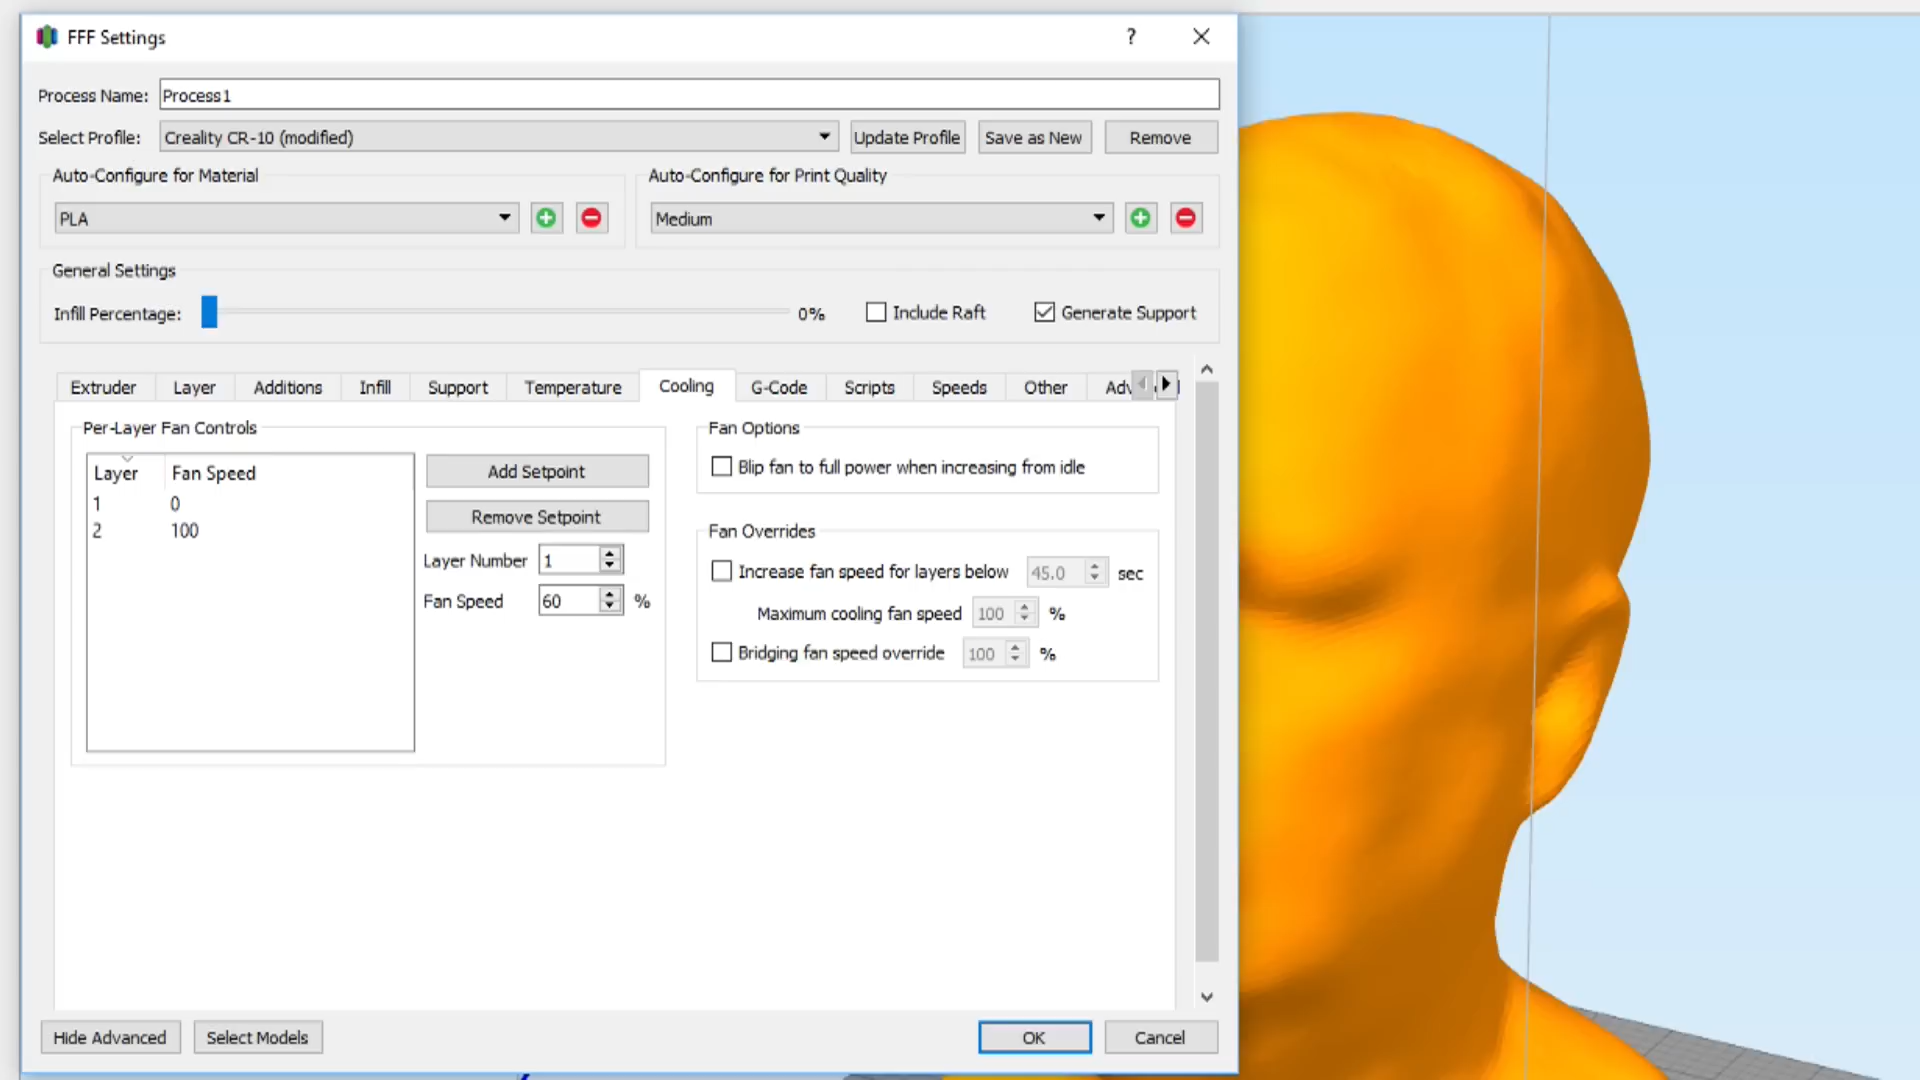 FFF Settings
?
Process Name: Process1
Select Profile: Creality CR-10 (modified) Update Profile Save as New Remove
Auto-Configure for Material Auto-Configure for Print Quality
PLA Medium
General Settings
Infill Percentage: 0% Include Raft Generate Support
Extruder Layer Additions Infill Support Temperature Cooling G-Code Scripts Speeds Other
Per-Layer Fan Controls Fan Options
Layer Fan Speed Add Setpoint Blip fan to full power when increasing from idle
1 0
2 100
Remove Setpoint
Layer Number 1
Fan Speed 60 %
Fan Overrides
Increase fan speed for layers below 45.0 sec
Maximum cooling fan speed 100 %
Bridging fan speed override 100 %
Hide Advanced Select Models OK Cancel